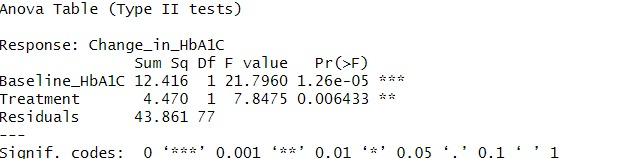 Anova Table (Type II tests)
Response: Change_in_HbA1C
Sum Sq Df F value Pr(>F)
Baseline_HbA1C 12.416 1 21.7960 1.26e-05 ***
Treatment 4.470 1 7.8475 0.006433 **
Residuals 43.861 77
---
Signif. codes: 0 ‘***’ 0.001 ‘**’ 0.01 ‘*’ 0.05 ‘.’ 0.1 ‘ ’ 1